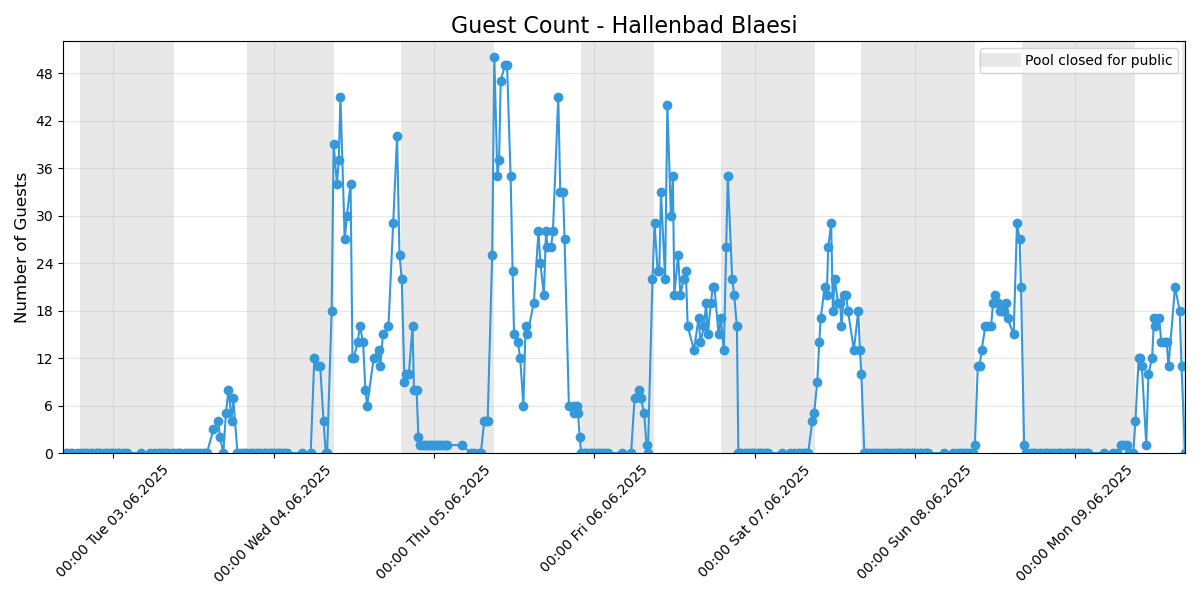 Guest Count - Hallenbad Blaesi
Pool closed for public
Number of Guests
48
42
36
30
24
18
12
6
0
00:00 Tue 03.06.2025
00:00 Wed 04.06.2025
00:00 Thu 05.06.2025
00:00 Fri 06.06.2025
00:00 Sat 07.06.2025
00:00 Sun 08.06.2025
00:00 Mon 09.06.2025